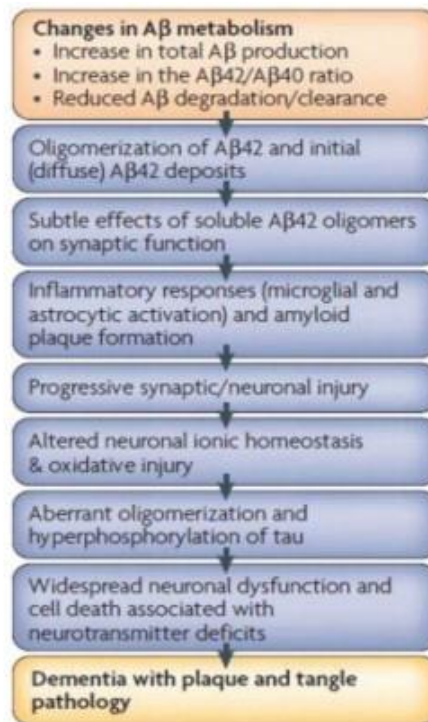 Changes in Aβ metabolism
• Increase in total Aβ production
• Increase in the Aβ42/Aβ40 ratio
• Reduced Aβ degradation/clearance
Oligomerization of Aβ42 and initial
(diffuse) Aβ42 deposits
Subtle effects of soluble Aβ42 oligomers
on synaptic function
Inflammatory responses (microglial and
astrocytic activation) and amyloid
plaque formation
Progressive synaptic/neuronal injury
Altered neuronal ionic homeostasis
& oxidative injury
Aberrant oligomerization and
hyperphosphorylation of tau
Widespread neuronal dysfunction and
cell death associated with
neurotransmitter deficits
Dementia with plaque and tangle
pathology